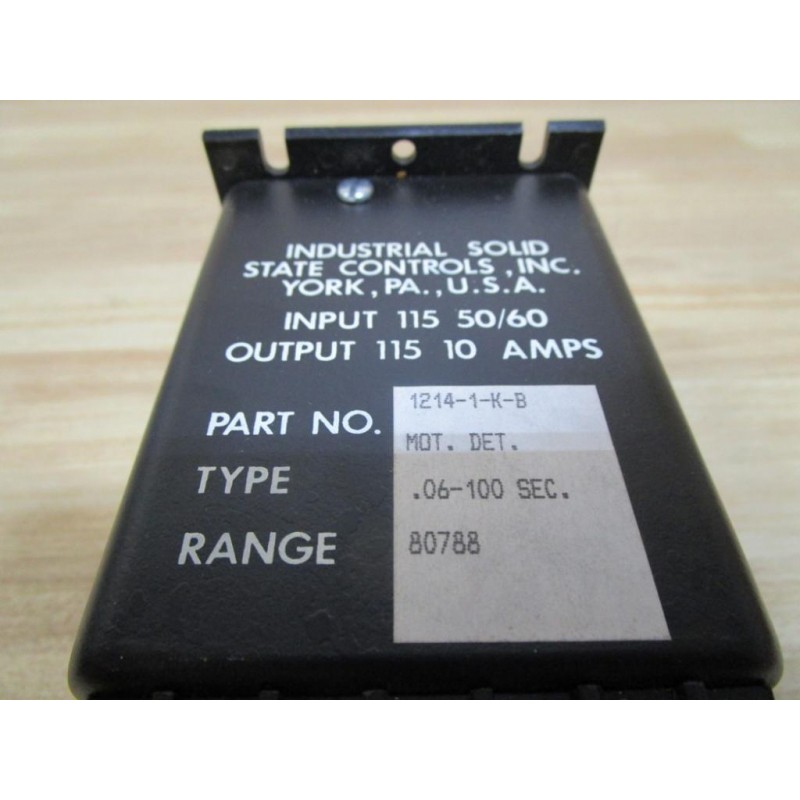 INDUSTRIAL SOLID
STATE CONTROLS, INC.
YORK, PA., U.S.A.
INPUT 115 50/60
OUTPUT 115 10 AMPS
PART NO. 1214-1-K-B
MOT. DET.
TYPE .06-100 SEC.
RANGE 80788